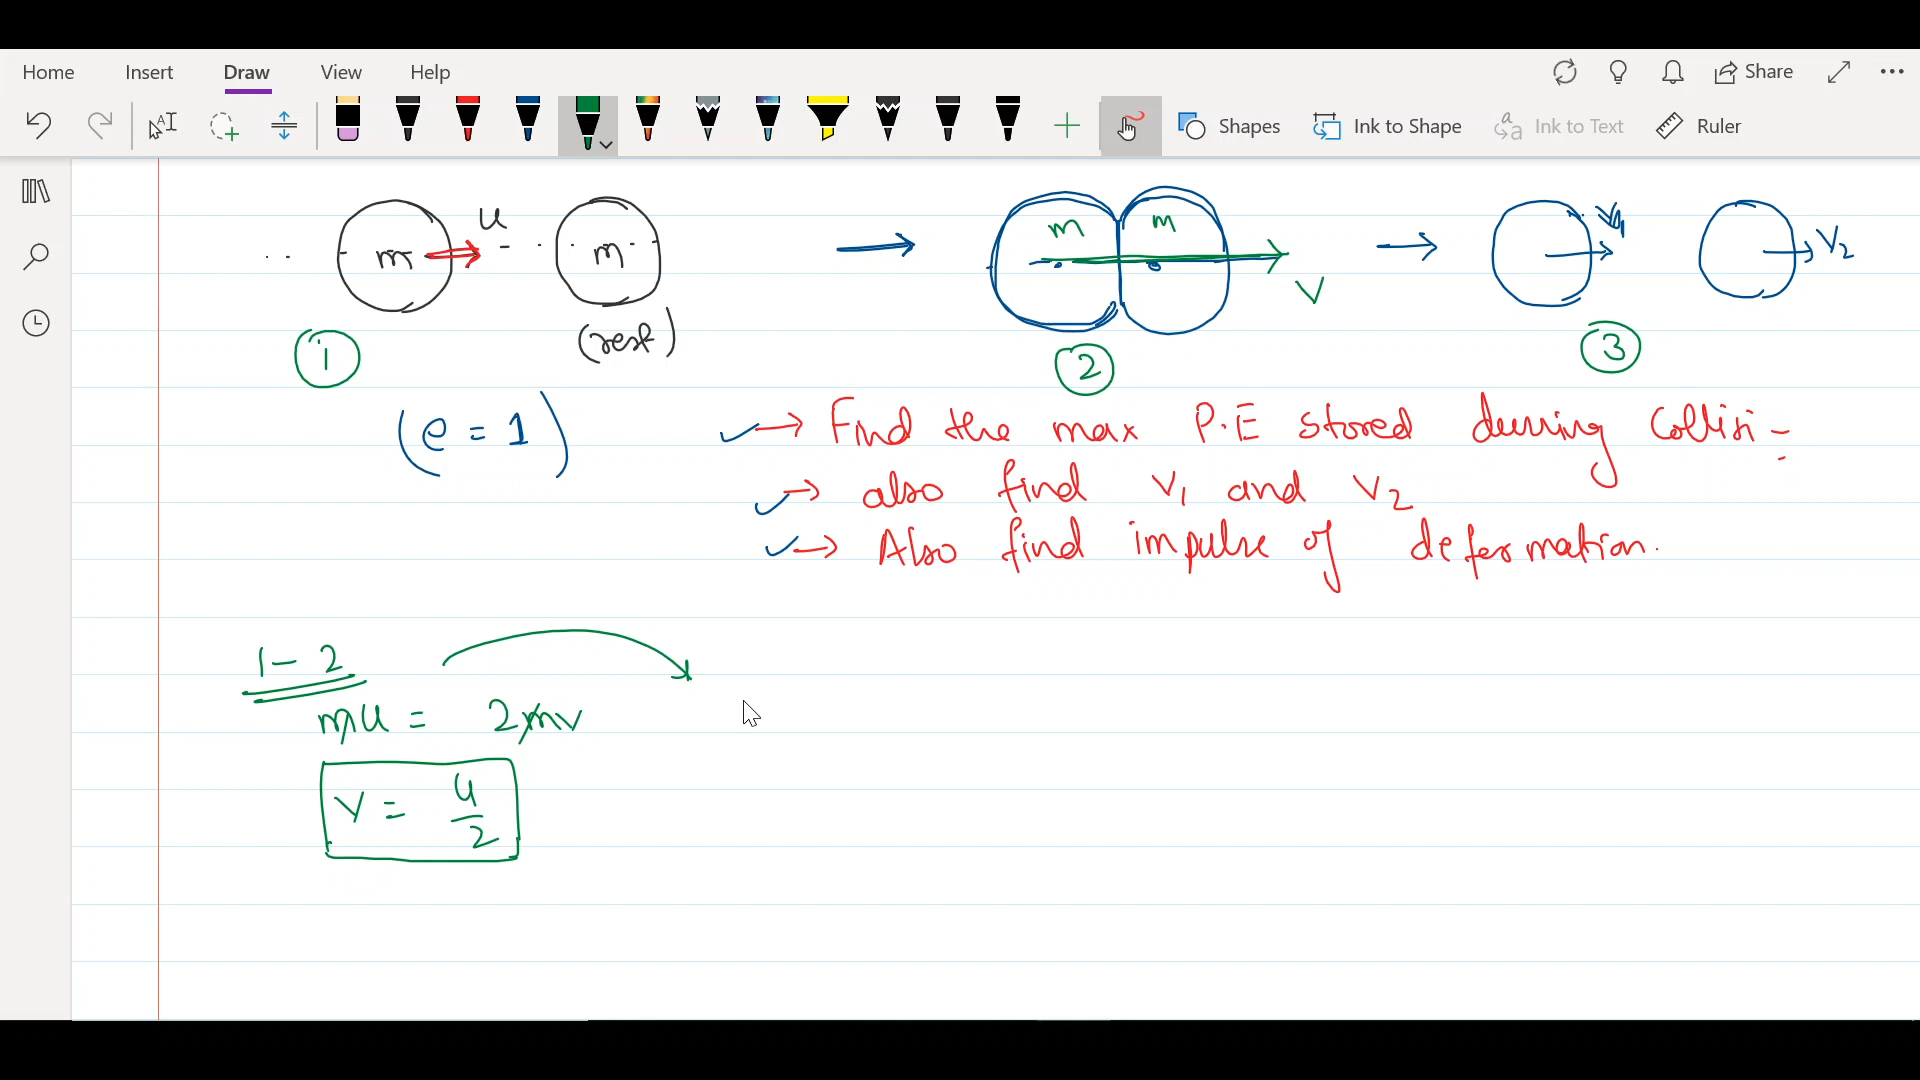 Home Insert Draw View Help Share
Shapes Ink to Shape Ink to Text Ruler
m u m m m v₁ v₂
v
(rest)
1 2 3
(e = 1)
→ Find the max P.E stored during Collisi -
→ also find v₁ and v₂
→ Also find impulse of deformation.
1 - 2
mu = 2mv
v = u/2